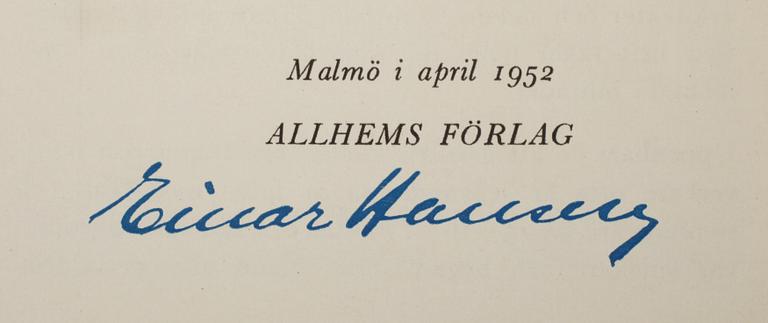 Malmö i april 1952
ALLHEMS FÖRLAG
Einar Hansen